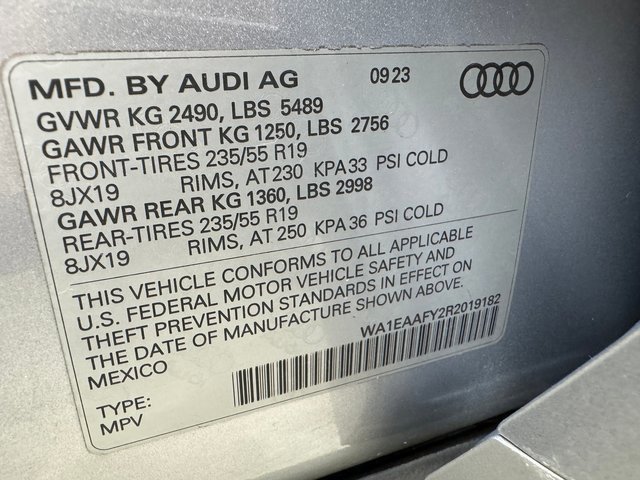 MFD. BY AUDI AG 09 23
GVWR KG 2490, LBS 5489
GAWR FRONT KG 1250, LBS 2756
FRONT-TIRES 235/55 R19
8JX19 RIMS, AT 230 KPA 33 PSI COLD
GAWR REAR KG 1360, LBS 2998
REAR-TIRES 235/55 R19
8JX19 RIMS, AT 250 KPA 36 PSI COLD
THIS VEHICLE CONFORMS TO ALL APPLICABLE
U.S. FEDERAL MOTOR VEHICLE SAFETY AND
THEFT PREVENTION STANDARDS IN EFFECT ON
THE DATE OF MANUFACTURE SHOWN ABOVE.
MEXICO WA1EAAFY2R2019182
TYPE:
MPV